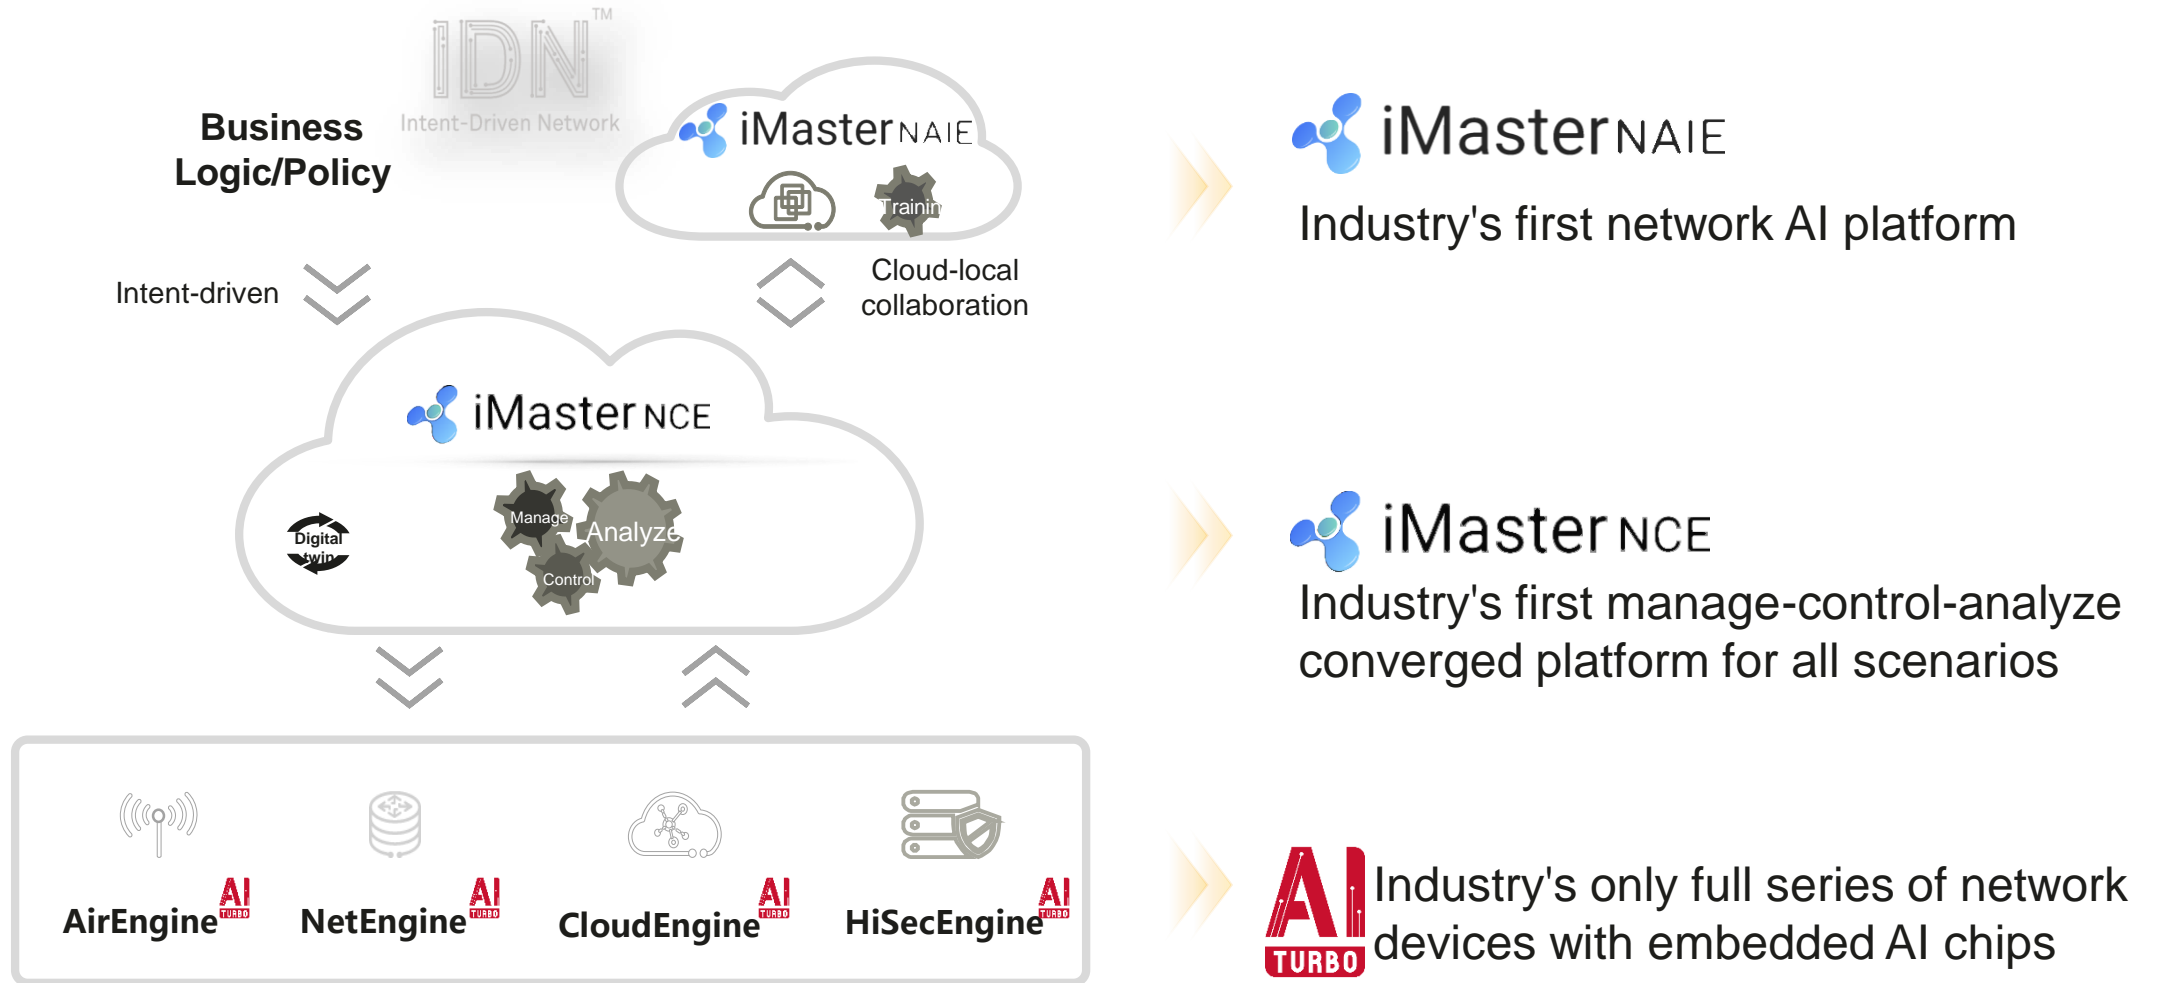 IDN™
Intent-Driven Network
Business
Logic/Policy
iMaster NAIE
Trainin
Intent-driven
Cloud-local
collaboration
iMaster NCE
Digital
twin
Manage
Analyze
Control
AirEngine AI TURBO
NetEngine AI TURBO
CloudEngine AI TURBO
HiSecEngine AI TURBO
iMaster NAIE
Industry's first network AI platform
iMaster NCE
Industry's first manage-control-analyze
converged platform for all scenarios
AI
TURBO
Industry's only full series of network
devices with embedded AI chips